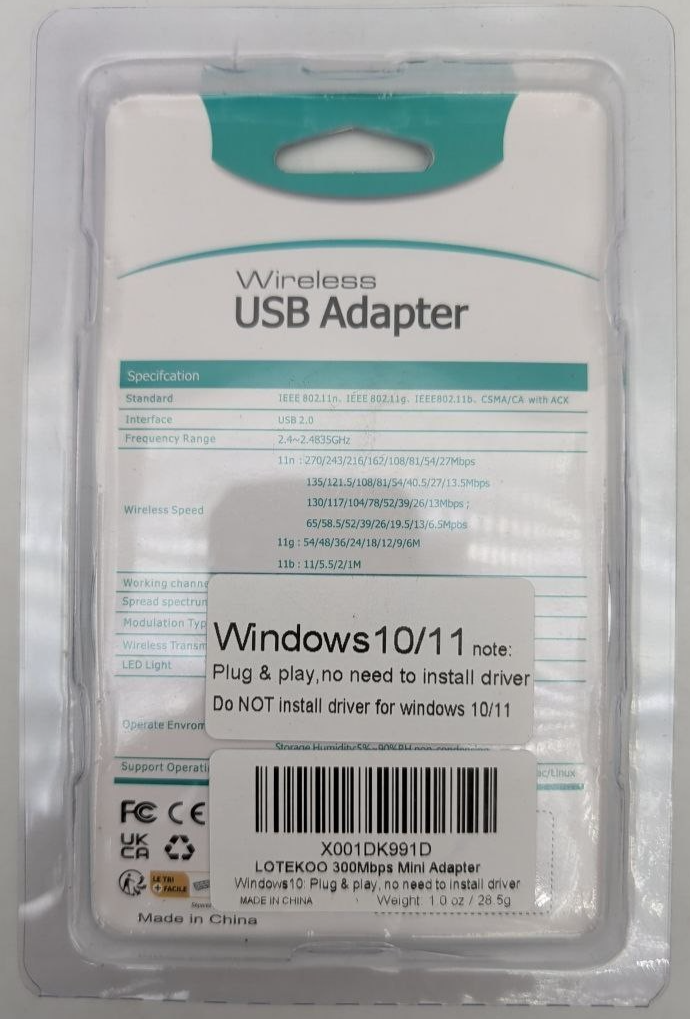 Wireless
USB Adapter
Specifcation
Standard IEEE 802.11n、IEEE 802.11g、IEEE802.11b、CSMA/CA with ACX
Interface USB 2.0
Frequency Range 2.4~2.4835GHz
Wireless Speed
11n : 270/243/216/162/108/81/54/27Mbps
135/121.5/108/81/54/40.5/27/13.5Mbps
130/117/104/78/52/39/26/13Mbps ;
65/58.5/52/39/26/19.5/13/6.5Mpbs
11g : 54/48/36/24/18/12/9/6M
11b : 11/5.5/2/1M
Working channe
Spread spectrun
Modulation Typ
Wireless Transm
LED Light
Windows10/11 note:
Plug & play,no need to install driver
Do NOT install driver for windows 10/11
Operate Envrom
Storage Humidity:5%~90%RH non-condensing
Support Operati ac/Linux
X001DK991D
LOTEKOO 300Mbps Mini Adapter
Windows10: Plug & play, no need to install driver
MADE IN CHINA Weight: 1.0 oz / 28.5g
FC CE
UK
CA
LE TRI
+ FACILE
Made in China